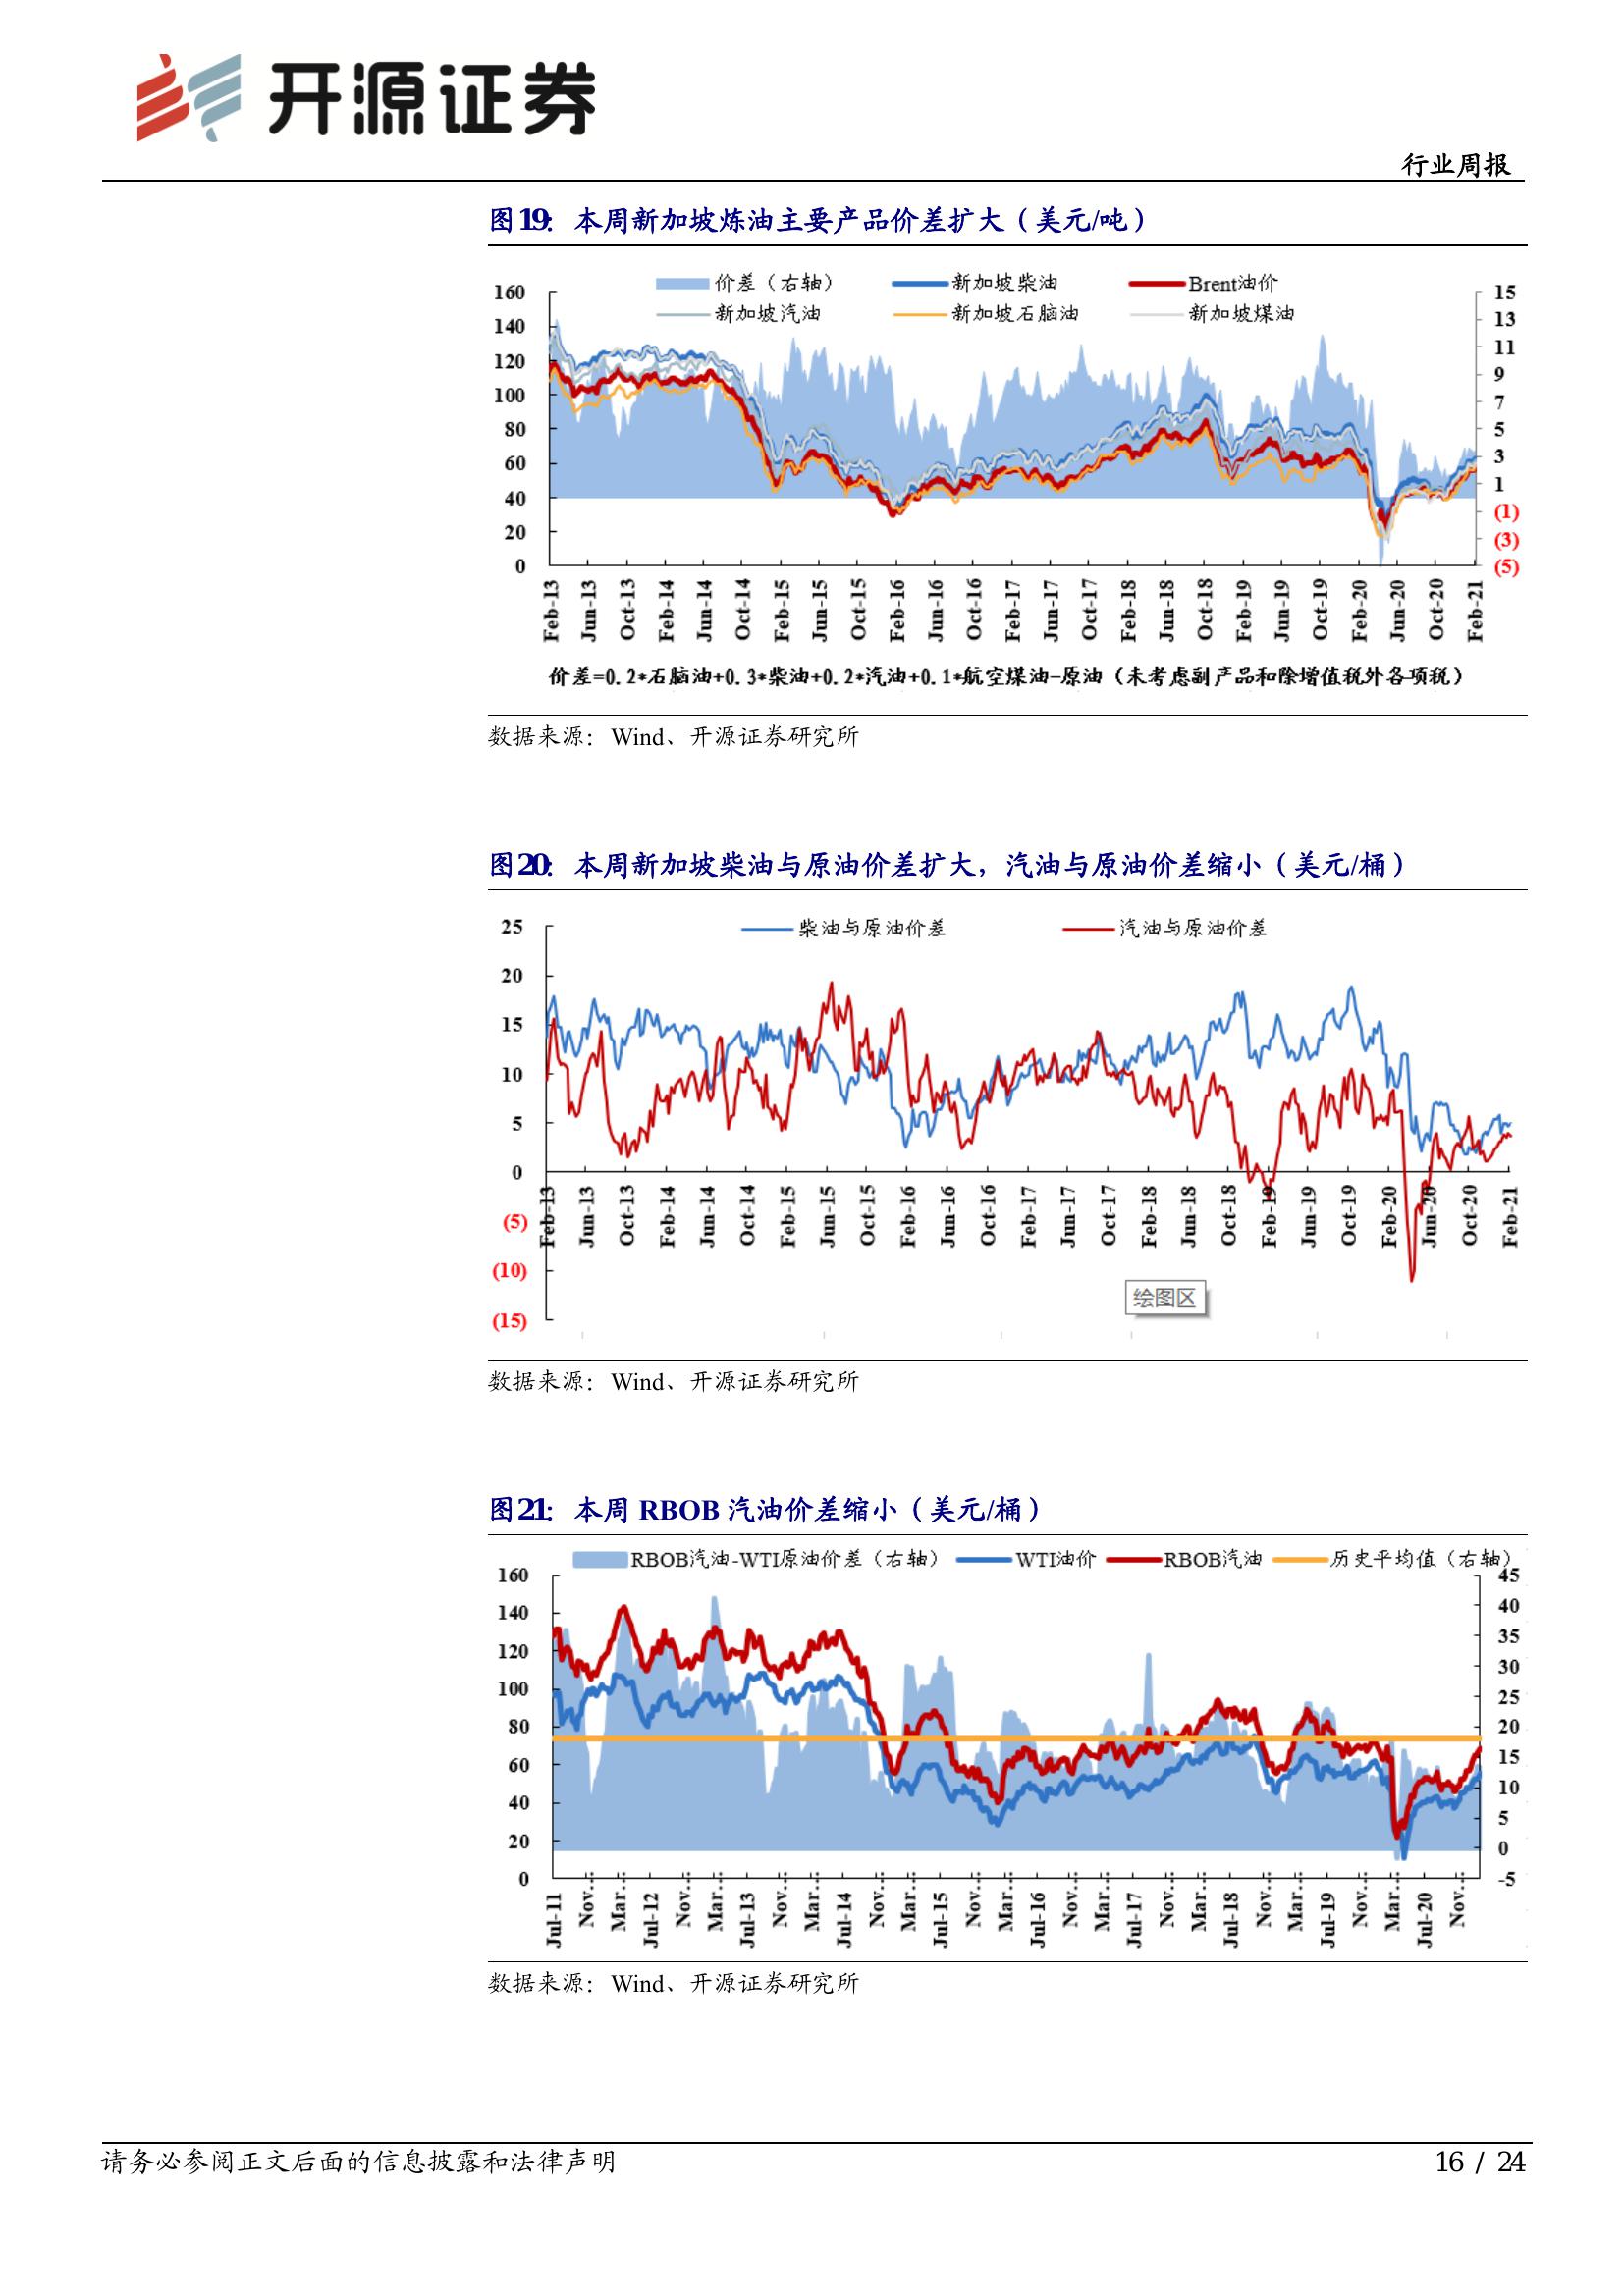 开源证券
行业周报
图19： 本周新加坡炼油主要产品价差扩大（美元/吨）
价差（右轴） 新加坡柴油 Brent油价
新加坡汽油 新加坡石脑油 新加坡煤油
160 15
140 13
120 11
100 9
80 7
60 5
40 3
20 1
0 (1)
(3)
(5)
Feb-13 Jun-13 Oct-13 Feb-14 Jun-14 Oct-14 Feb-15 Jun-15 Oct-15 Feb-16 Jun-16 Oct-16 Feb-17 Jun-17 Oct-17 Feb-18 Jun-18 Oct-18 Feb-19 Jun-19 Oct-19 Feb-20 Jun-20 Oct-20 Feb-21
价差=0.2*石脑油+0.3*柴油+0.2*汽油+0.1*航空煤油-原油（未考虑副产品和除增值税外各项税）
数据来源：Wind、开源证券研究所
图20： 本周新加坡柴油与原油价差扩大，汽油与原油价差缩小（美元/桶）
柴油与原油价差 汽油与原油价差
25
20
15
10
5
0
(5)
(10)
(15)
Feb-13 Jun-13 Oct-13 Feb-14 Jun-14 Oct-14 Feb-15 Jun-15 Oct-15 Feb-16 Jun-16 Oct-16 Feb-17 Jun-17 Oct-17 Feb-18 Jun-18 Oct-18 Feb-19 Jun-19 Oct-19 Feb-20 Jun-20 Oct-20 Feb-21
绘图区
数据来源：Wind、开源证券研究所
图21： 本周 RBOB 汽油价差缩小（美元/桶）
RBOB汽油-WTI原油价差（右轴） WTI油价 RBOB汽油 历史平均值（右轴）
160 45
140 40
120 35
100 30
80 25
60 20
40 15
20 10
0 5
0
-5
Jul-11 Nov… Mar… Jul-12 Nov… Mar… Jul-13 Nov… Mar… Jul-14 Nov… Mar… Jul-15 Nov… Mar… Jul-16 Nov… Mar… Jul-17 Nov… Mar… Jul-18 Nov… Mar… Jul-19 Nov… Mar… Jul-20 Nov…
数据来源：Wind、开源证券研究所
请务必参阅正文后面的信息披露和法律声明 16 / 24